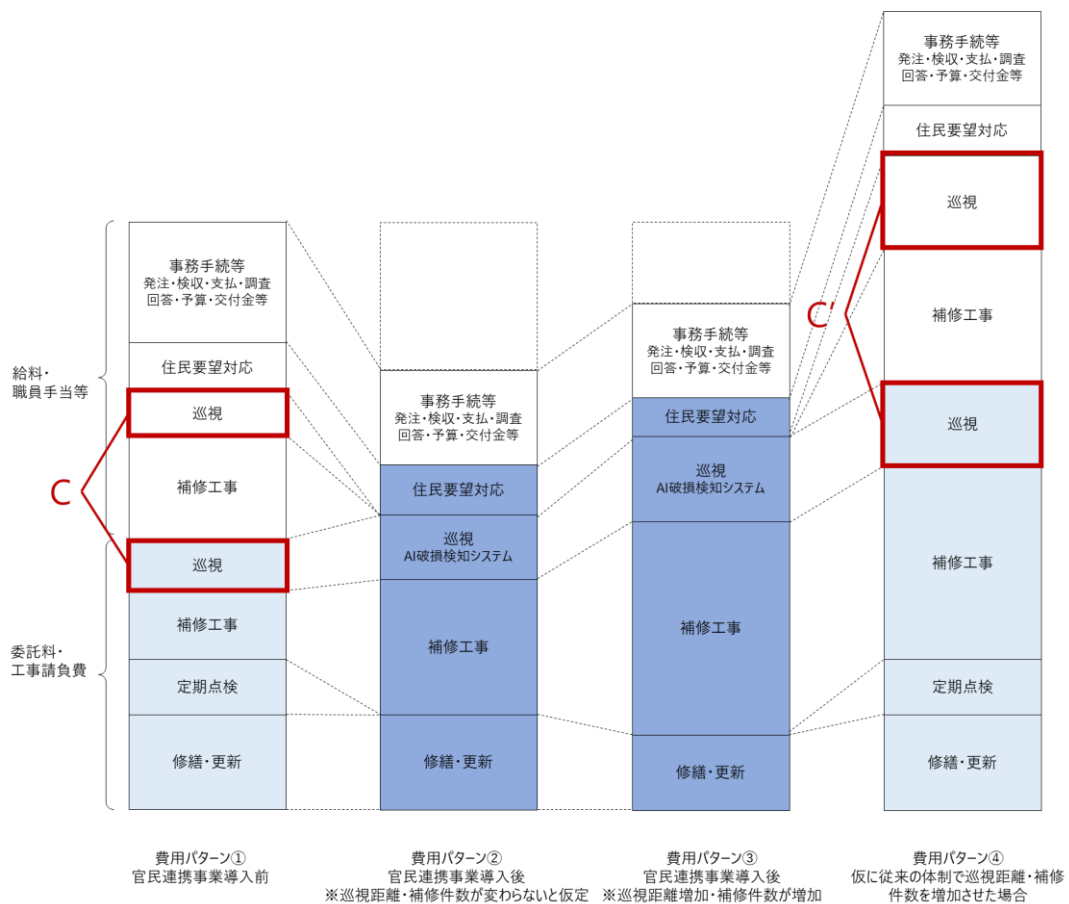 給料・
職員手当等
委託料・
工事請負費
C
事務手続等
発注・検収・支払・調査
回答・予算・交付金等
住民要望対応
巡視
補修工事
巡視
補修工事
定期点検
修繕・更新
費用パターン①
官民連携事業導入前
事務手続等
発注・検収・支払・調査
回答・予算・交付金等
住民要望対応
巡視
AI破損検知システム
補修工事
修繕・更新
費用パターン②
官民連携事業導入後
※巡視距離・補修件数が変わらないと仮定
事務手続等
発注・検収・支払・調査
回答・予算・交付金等
住民要望対応
巡視
AI破損検知システム
補修工事
修繕・更新
費用パターン③
官民連携事業導入後
※巡視距離増加・補修件数が増加
C'
事務手続等
発注・検収・支払・調査
回答・予算・交付金等
住民要望対応
巡視
補修工事
巡視
補修工事
定期点検
修繕・更新
費用パターン④
仮に従来の体制で巡視距離・補修
件数を増加させた場合